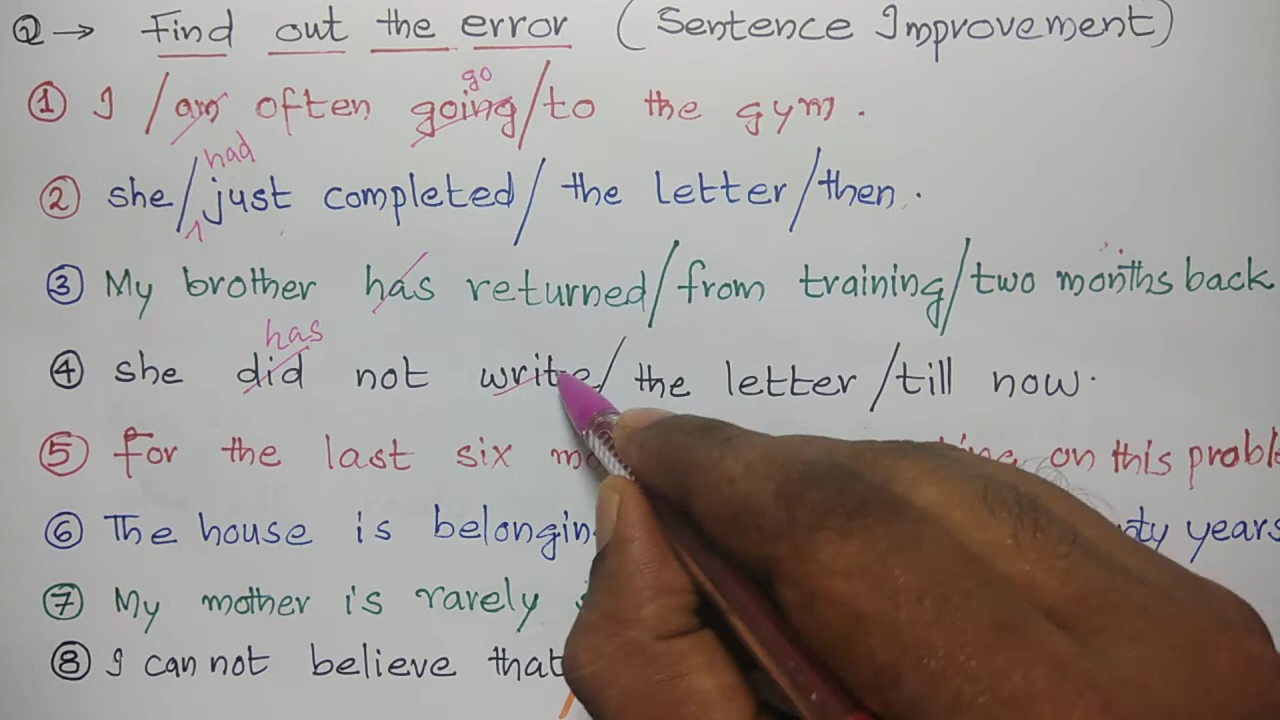 Q → Find out the error (Sentence Improvement)
go
① I /am often going/to the gym.
had
② she/just completed/ the letter/then.
③ My brother has returned/from training/two months back
has
④ she did not write/ the letter /till now.
⑤ For the last six on this
⑥ The house is years
⑦ My mother is rarely
⑧ I can not believe that